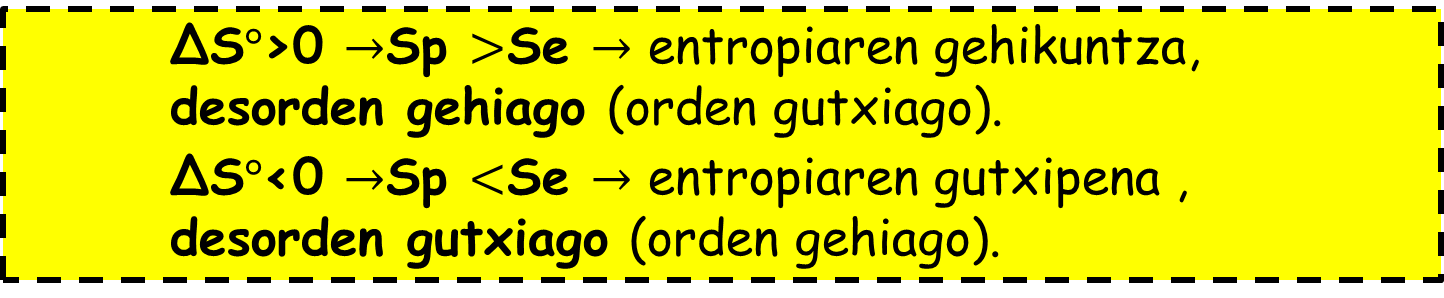 ΔS°>0 →Sp >Se → entropiaren gehikuntza,
desorden gehiago (orden gutxiago).
ΔS°<0 →Sp <Se → entropiaren gutxipena ,
desorden gutxiago (orden gehiago).